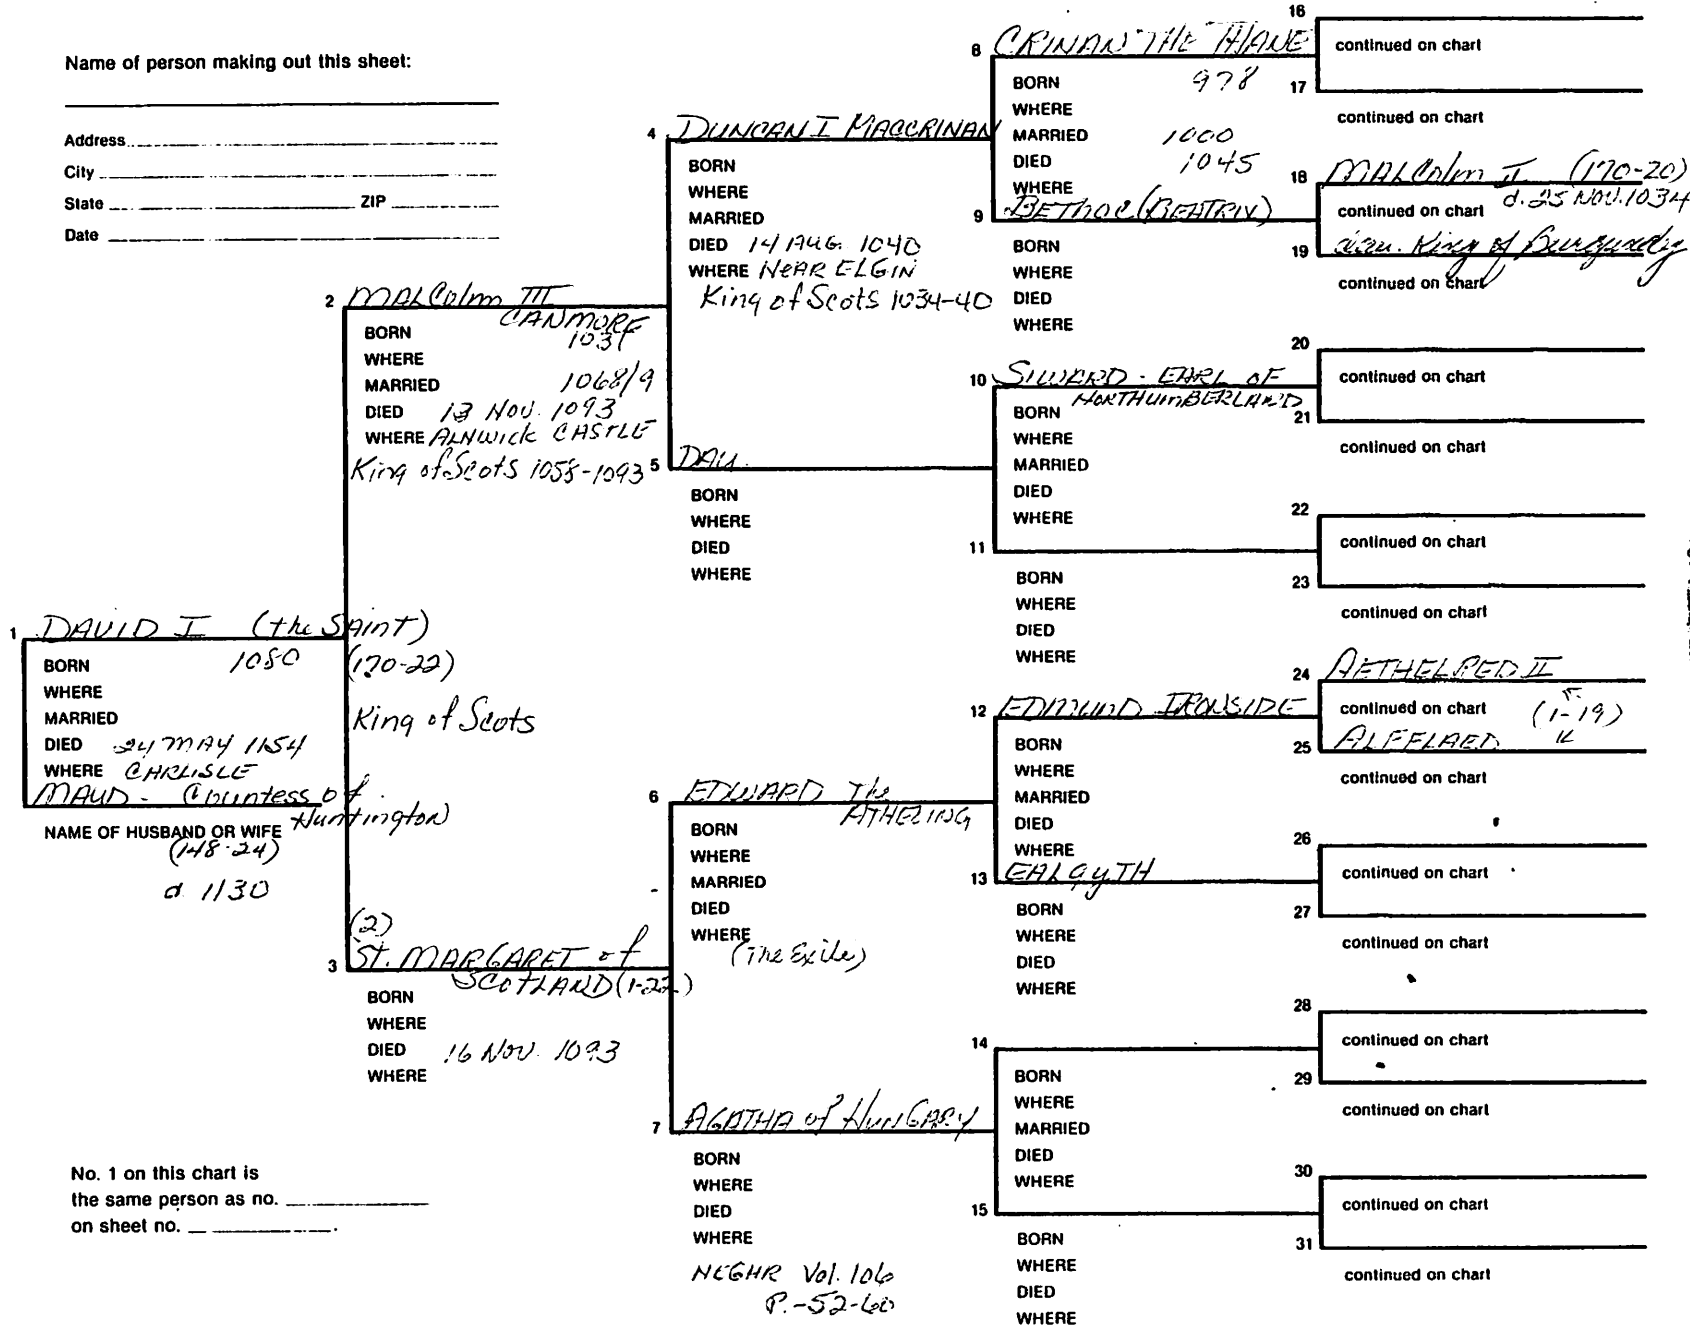 Name of person making out this sheet:
Address
City
State ZIP
Date
1 DAVID I (the SAINT)
BORN 1080 (170-22)
WHERE
MARRIED King of Scots
DIED 24 MAY 1154
WHERE CARLISLE
MAUD - Countess of Huntington
NAME OF HUSBAND OR WIFE
(148-24)
d. 1130
No. 1 on this chart is
the same person as no.
on sheet no.
2 MALColm III
CANMORE
BORN 1031
WHERE
MARRIED 1068/9
DIED 13 NOV. 1093
WHERE ALNWICK CASTLE
King of Scots 1058-1093
(2)
3 ST. MARGARET of
SCOTLAND (1-22)
BORN
WHERE
DIED 16 NOV. 1093
WHERE
4 DUNCAN I MACCRINAN
BORN
WHERE
MARRIED
DIED 14 AUG. 1040
WHERE NEAR ELGIN
King of Scots 1034-40
5 DAU.
BORN
WHERE
DIED
WHERE
6 EDWARD the
ATHELING
BORN
WHERE
MARRIED
DIED
WHERE
(The Exile)
7 AGATHA of HUNGARY
BORN
WHERE
DIED
WHERE
NEGHR Vol. 106
P.-52-60
8 CRINAN THE THANE
BORN 978
WHERE
MARRIED 1000
DIED 1045
WHERE
9 BETHOC (BEATRIX)
BORN
WHERE
DIED
WHERE
10 SIWERD - EARL OF
NORTHUMBERLAND
BORN
WHERE
MARRIED
DIED
WHERE
11
BORN
WHERE
DIED
WHERE
12 EDMUND IRONSIDE
BORN
WHERE
MARRIED
DIED
WHERE
13 EALGYTH
BORN
WHERE
DIED
WHERE
14
BORN
WHERE
MARRIED
DIED
WHERE
15
BORN
WHERE
DIED
WHERE
16
continued on chart
17
continued on chart
18 MALColm II (170-20)
continued on chart d. 25 NOV. 1034
19 dau. King of Burgundy
continued on chart
20
continued on chart
21
continued on chart
22
continued on chart
23
continued on chart
24 AETHELRED II
continued on chart (1-19)
25 ALFFLAED
continued on chart
26
continued on chart
27
continued on chart
28
continued on chart
29
continued on chart
30
continued on chart
31
continued on chart